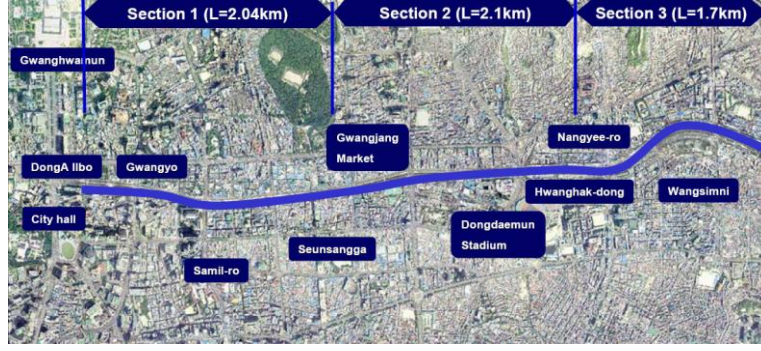 Section 1 (L=2.04km)
Section 2 (L=2.1km)
Section 3 (L=1.7km)
Gwanghwamun
Gwangjang
Market
Nangyee-ro
DongA Ilbo
Gwangyo
Hwanghak-dong
Wangsimni
City hall
Dongdaemun
Stadium
Seunsangga
Samil-ro